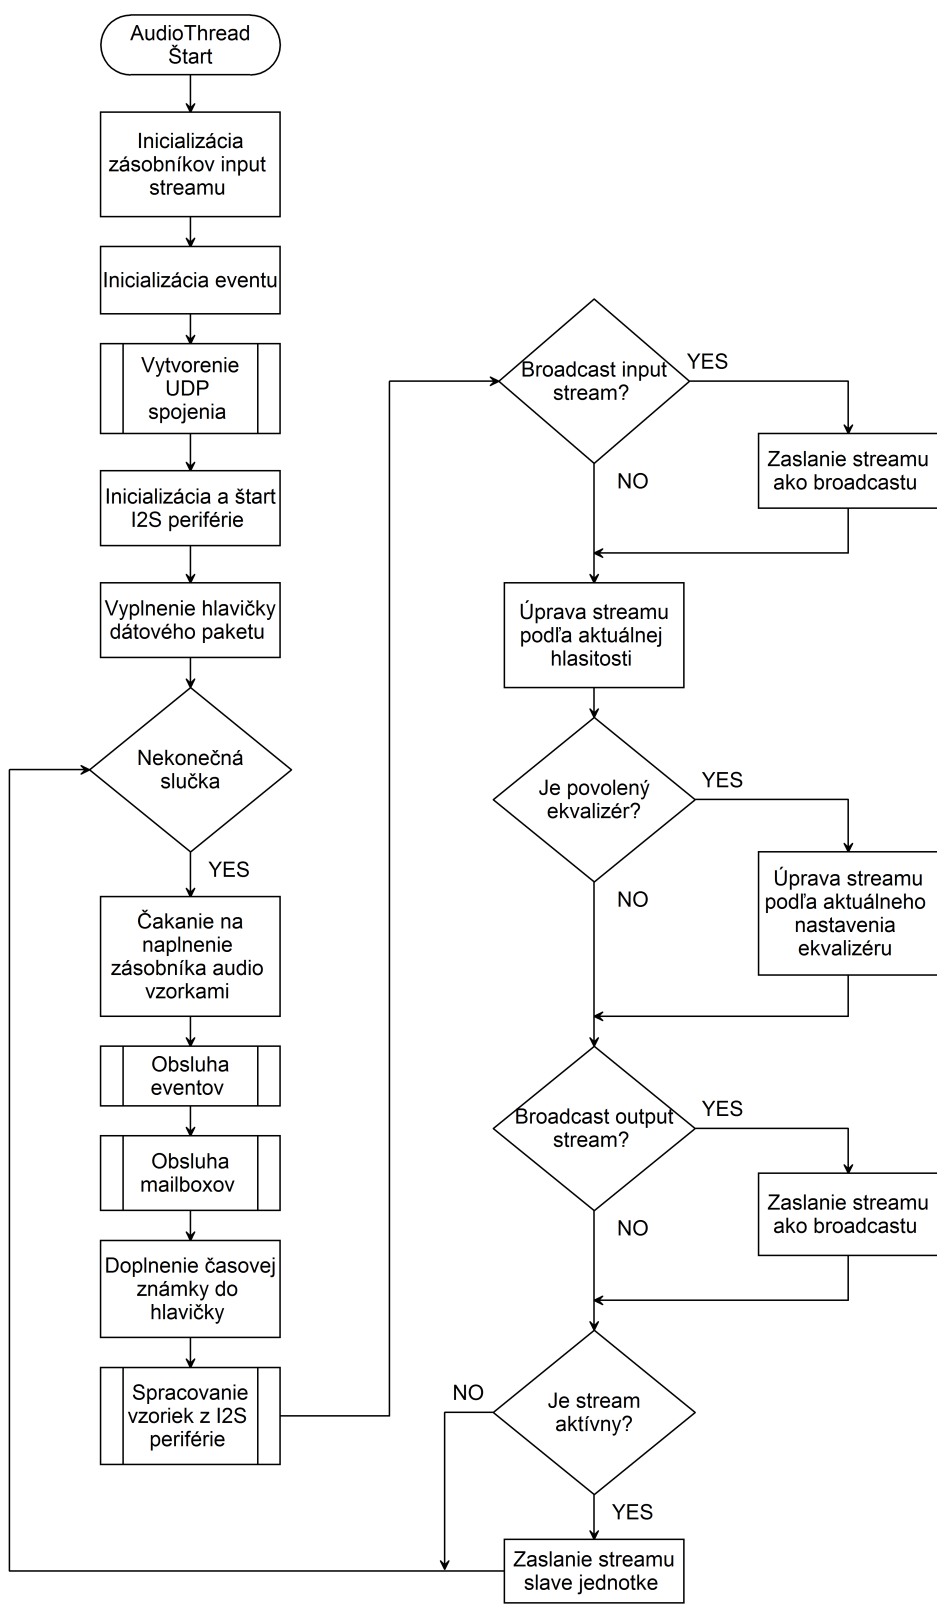 AudioThread
Štart
Inicializácia
zásobníkov input
streamu
Inicializácia eventu
Vytvorenie
UDP
spojenia
Inicializácia a štart
I2S periférie
Vyplnenie hlavičky
dátového paketu
Nekonečná
slučka
YES
Čakanie na
naplnenie
zásobníka audio
vzorkami
Obsluha
eventov
Obsluha
mailboxov
Doplnenie časovej
známky do
hlavičky
Spracovanie
vzoriek z I2S
periférie
Broadcast input
stream?
YES
Zaslanie streamu
ako broadcastu
NO
Úprava streamu
podľa aktuálnej
hlasitosti
Je povolený
ekvalizér?
YES
Úprava streamu
podľa aktuálneho
nastavenia
ekvalizéru
NO
Broadcast output
stream?
YES
Zaslanie streamu
ako broadcastu
NO
Je stream
aktívny?
NO
YES
Zaslanie streamu
slave jednotke